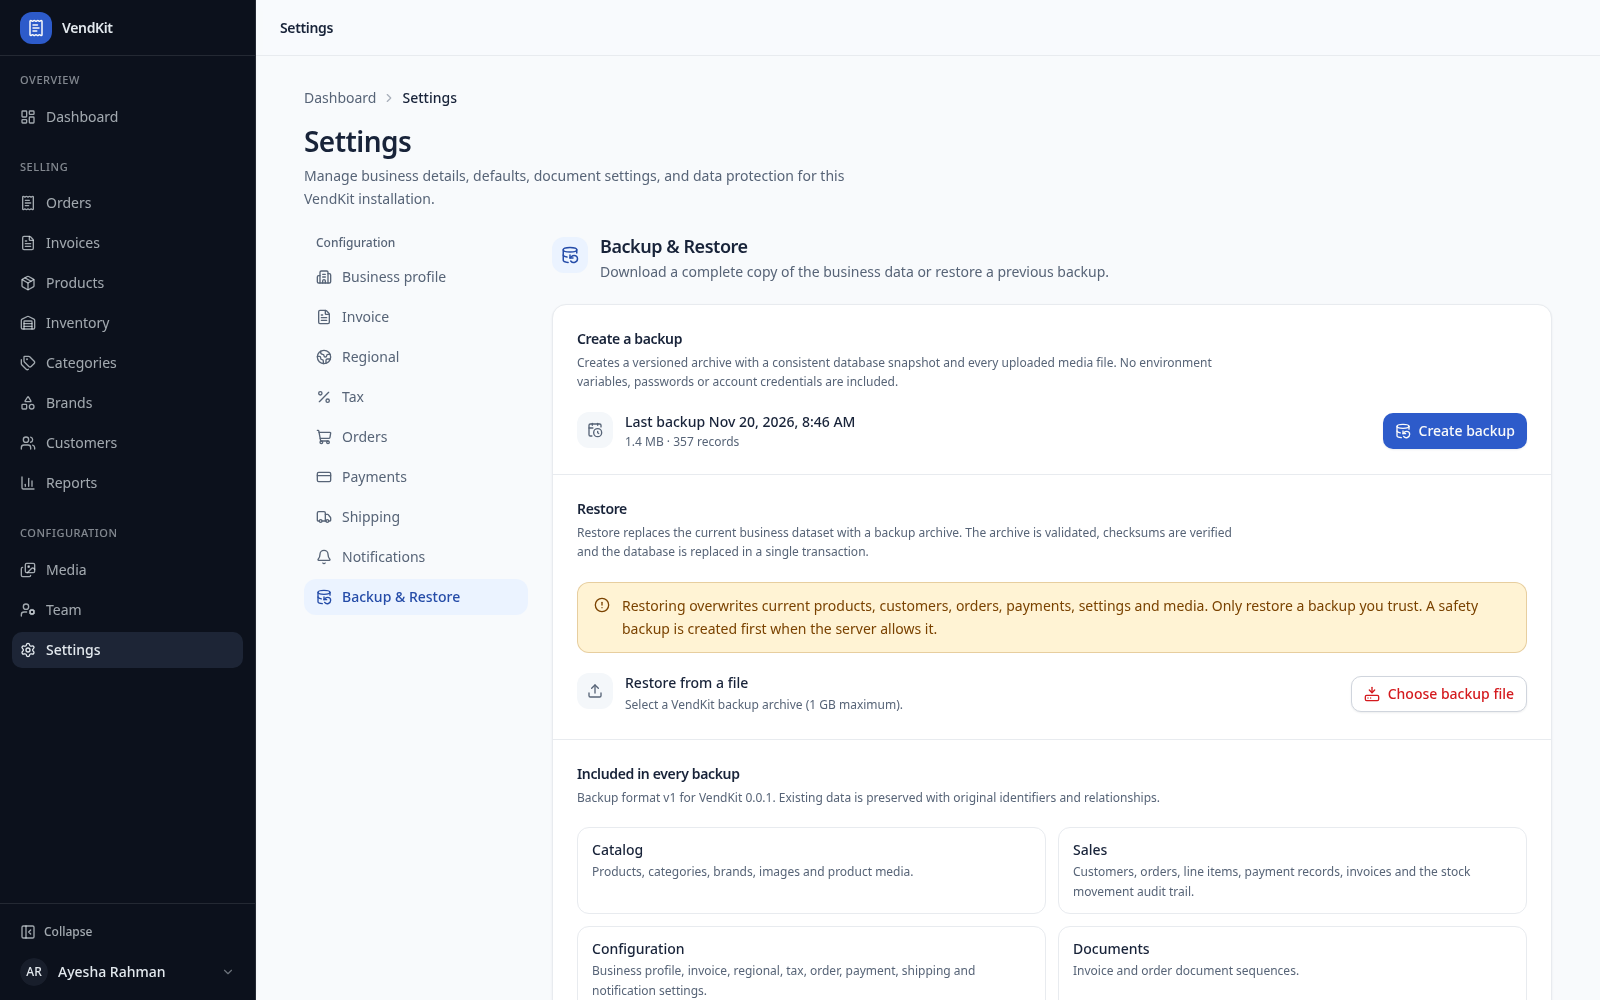 VendKit
OVERVIEW
Dashboard
SELLING
Orders
Invoices
Products
Inventory
Categories
Brands
Customers
Reports
CONFIGURATION
Media
Team
Settings
Collapse
AR
Ayesha Rahman
Settings
Dashboard
Settings
Settings
Manage business details, defaults, document settings, and data protection for this
VendKit installation.
Configuration
Business profile
Invoice
Regional
Tax
Orders
Payments
Shipping
Notifications
Backup & Restore
Backup & Restore
Download a complete copy of the business data or restore a previous backup.
Create a backup
Creates a versioned archive with a consistent database snapshot and every uploaded media file. No environment
variables, passwords or account credentials are included.
Last backup Nov 20, 2026, 8:46 AM
1.4 MB · 357 records
Create backup
Restore
Restore replaces the current business dataset with a backup archive. The archive is validated, checksums are verified
and the database is replaced in a single transaction.
Restoring overwrites current products, customers, orders, payments, settings and media. Only restore a backup you trust. A safety
backup is created first when the server allows it.
Restore from a file
Select a VendKit backup archive (1 GB maximum).
Choose backup file
Included in every backup
Backup format v1 for VendKit 0.0.1. Existing data is preserved with original identifiers and relationships.
Catalog
Products, categories, brands, images and product media.
Sales
Customers, orders, line items, payment records, invoices and the stock
movement audit trail.
Configuration
Business profile, invoice, regional, tax, order, payment, shipping and
notification settings.
Documents
Invoice and order document sequences.